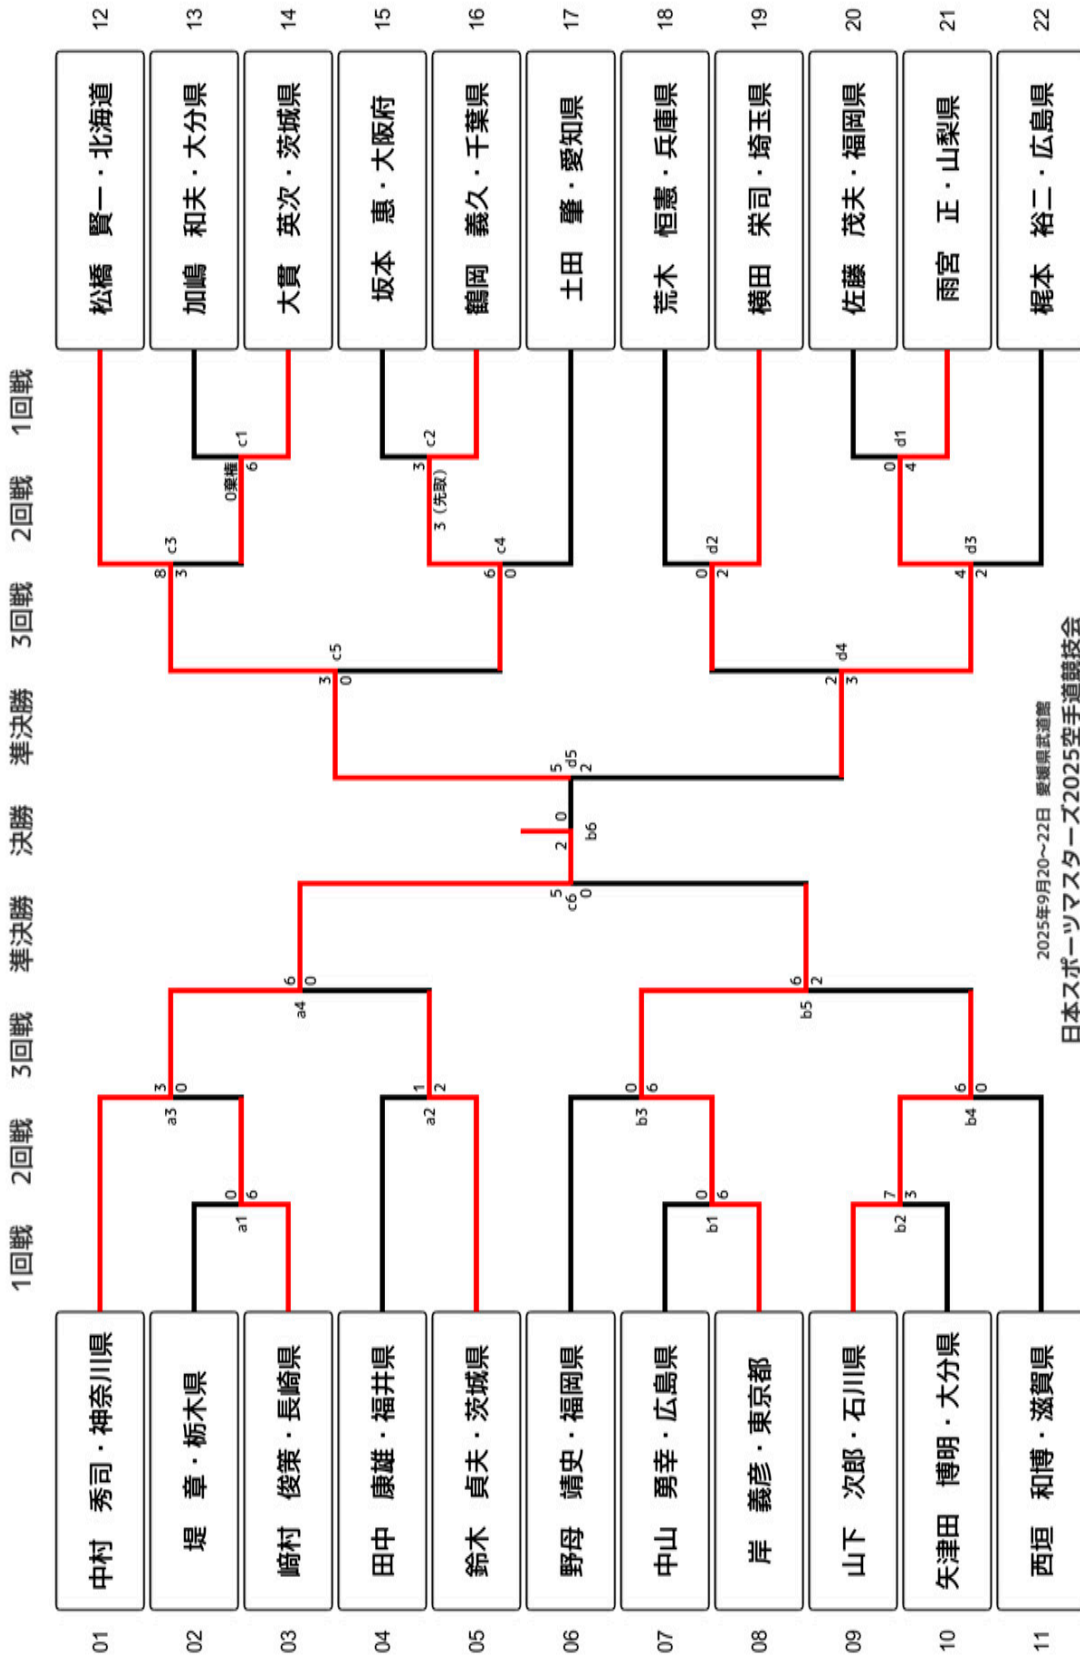 1回戦 2回戦 3回戦 準決勝 決勝 準決勝 3回戦 2回戦 1回戦
01 中村 秀司・神奈川県
02 堤 章・栃木県
03 﨑村 俊策・長崎県
04 田中 康雄・福井県
05 鈴木 貞夫・茨城県
06 野母 靖史・福岡県
07 中山 勇幸・広島県
08 岸 義彦・東京都
09 山下 次郎・石川県
10 矢津田 博明・大分県
11 西垣 和博・滋賀県
a1 0 6
a3 3 0
a2 1 2
a4 6 0
b1 0 6
b3 0 6
b2 7 3
b4 6 0
b5 6 2
c6 5 0
b6 2 0
d5 5 2
c5 3 0
c3 8 3
c1 0棄権 6
c4 6 0
c2 3 3（先取）
d4 2 3
d2 0 2
d3 4 2
d1 0 4
松橋 賢一・北海道 12
加嶋 和夫・大分県 13
大貫 英次・茨城県 14
坂本 惠・大阪府 15
鶴岡 義久・千葉県 16
土田 肇・愛知県 17
荒木 恒憲・兵庫県 18
横田 栄司・埼玉県 19
佐藤 茂夫・福岡県 20
雨宮 正・山梨県 21
梶本 裕二・広島県 22
2025年9月20～22日 愛媛県武道館
日本スポーツマスターズ2025空手道競技会